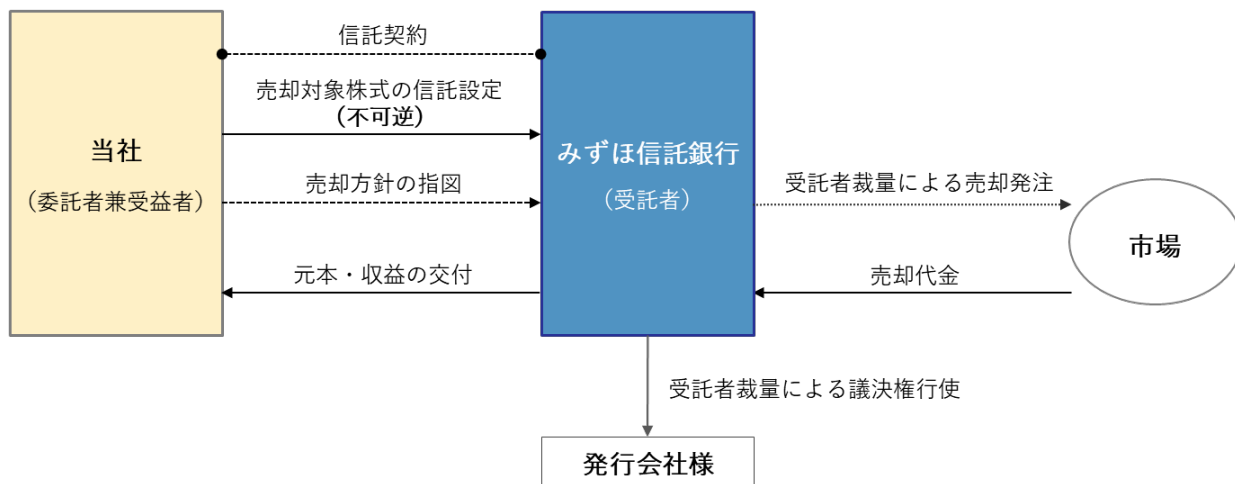 信託契約
売却対象株式の信託設定
（不可逆）
当社
（委託者兼受益者）
みずほ信託銀行
（受託者）
売却方針の指図
受託者裁量による売却発注
市場
元本・収益の交付
売却代金
受託者裁量による議決権行使
発行会社様